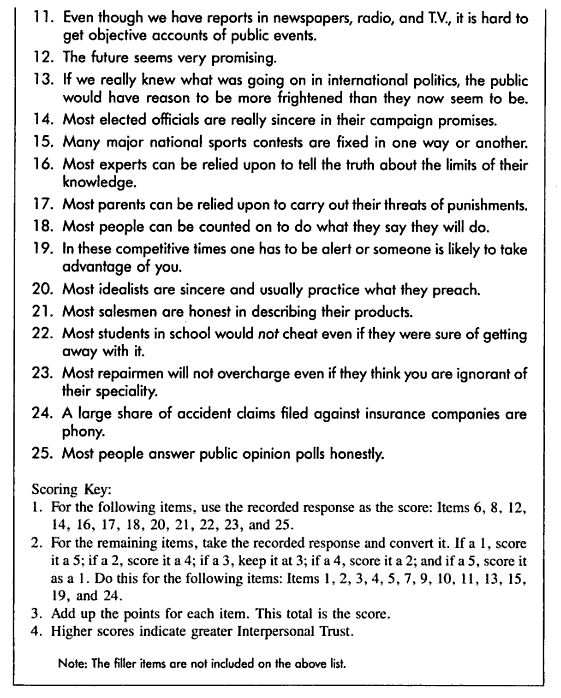 11. Even though we have reports in newspapers, radio, and T.V., it is hard to
get objective accounts of public events.
12. The future seems very promising.
13. If we really knew what was going on in international politics, the public
would have reason to be more frightened than they now seem to be.
14. Most elected officials are really sincere in their campaign promises.
15. Many major national sports contests are fixed in one way or another.
16. Most experts can be relied upon to tell the truth about the limits of their
knowledge.
17. Most parents can be relied upon to carry out their threats of punishments.
18. Most people can be counted on to do what they say they will do.
19. In these competitive times one has to be alert or someone is likely to take
advantage of you.
20. Most idealists are sincere and usually practice what they preach.
21. Most salesmen are honest in describing their products.
22. Most students in school would not cheat even if they were sure of getting
away with it.
23. Most repairmen will not overcharge even if they think you are ignorant of
their speciality.
24. A large share of accident claims filed against insurance companies are
phony.
25. Most people answer public opinion polls honestly.
Scoring Key:
1. For the following items, use the recorded response as the score: Items 6, 8, 12,
14, 16, 17, 18, 20, 21, 22, 23, and 25.
2. For the remaining items, take the recorded response and convert it. If a 1, score
it a 5; if a 2, score it a 4; if a 3, keep it at 3; if a 4, score it a 2; and if a 5, score it
as a 1. Do this for the following items: Items 1, 2, 3, 4, 5, 7, 9, 10, 11, 13, 15,
19, and 24.
3. Add up the points for each item. This total is the score.
4. Higher scores indicate greater Interpersonal Trust.
Note: The filler items are not included on the above list.